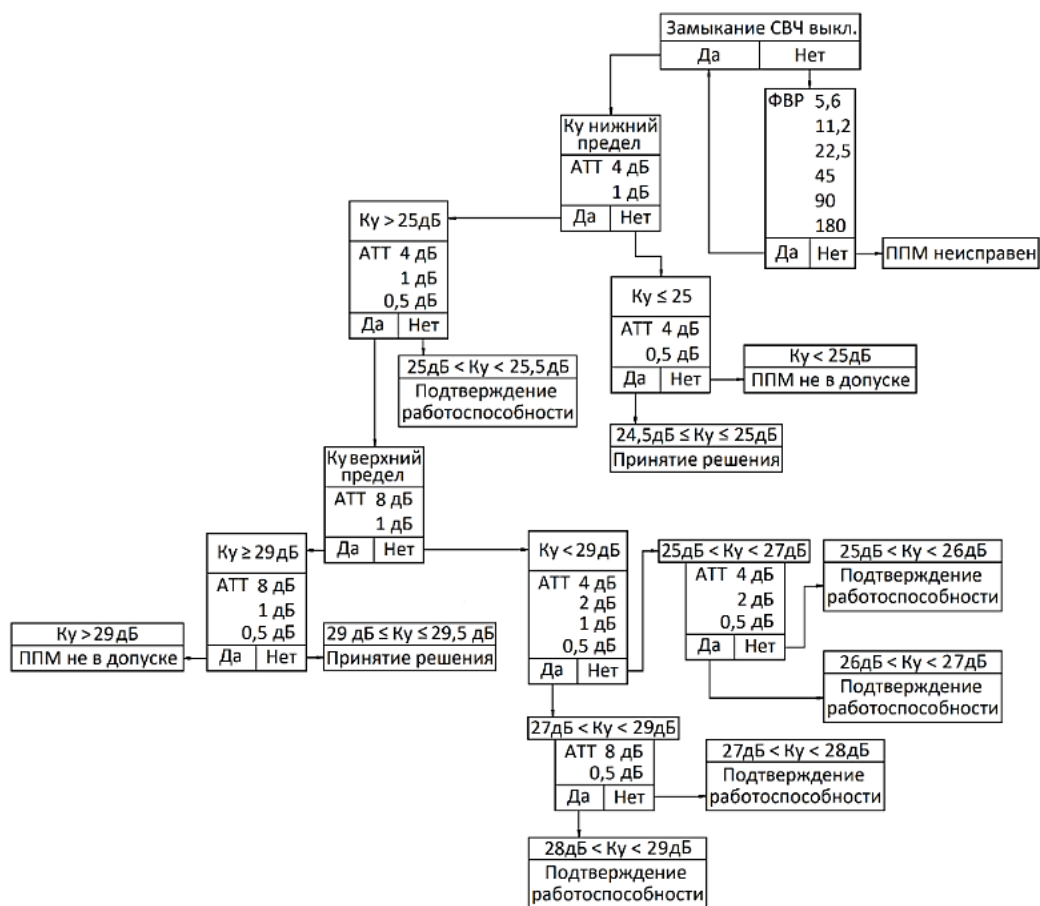 Замыкание СВЧ выкл.
Да Нет
ФВР 5,6
11,2
22,5
45
90
180
Да Нет
ППМ неисправен
Ку нижний
предел
АТТ 4 дБ
1 дБ
Да Нет
Ку > 25дБ
АТТ 4 дБ
1 дБ
0,5 дБ
Да Нет
25дБ < Ку < 25,5дБ
Подтверждение
работоспособности
Ку ≤ 25
АТТ 4 дБ
0,5 дБ
Да Нет
Ку < 25дБ
ППМ не в допуске
24,5дБ ≤ Ку ≤ 25дБ
Принятие решения
Ку верхний
предел
АТТ 8 дБ
1 дБ
Да Нет
Ку ≥ 29дБ
АТТ 8 дБ
1 дБ
0,5 дБ
Да Нет
Ку > 29дБ
ППМ не в допуске
29 дБ ≤ Ку ≤ 29,5 дБ
Принятие решения
Ку < 29дБ
АТТ 4 дБ
2 дБ
1 дБ
0,5 дБ
Да Нет
25дБ < Ку < 27дБ
АТТ 4 дБ
2 дБ
0,5 дБ
Да Нет
25дБ < Ку < 26дБ
Подтверждение
работоспособности
26дБ < Ку < 27дБ
Подтверждение
работоспособности
27дБ < Ку < 29дБ
АТТ 8 дБ
0,5 дБ
Да Нет
27дБ < Ку < 28дБ
Подтверждение
работоспособности
28дБ < Ку < 29дБ
Подтверждение
работоспособности